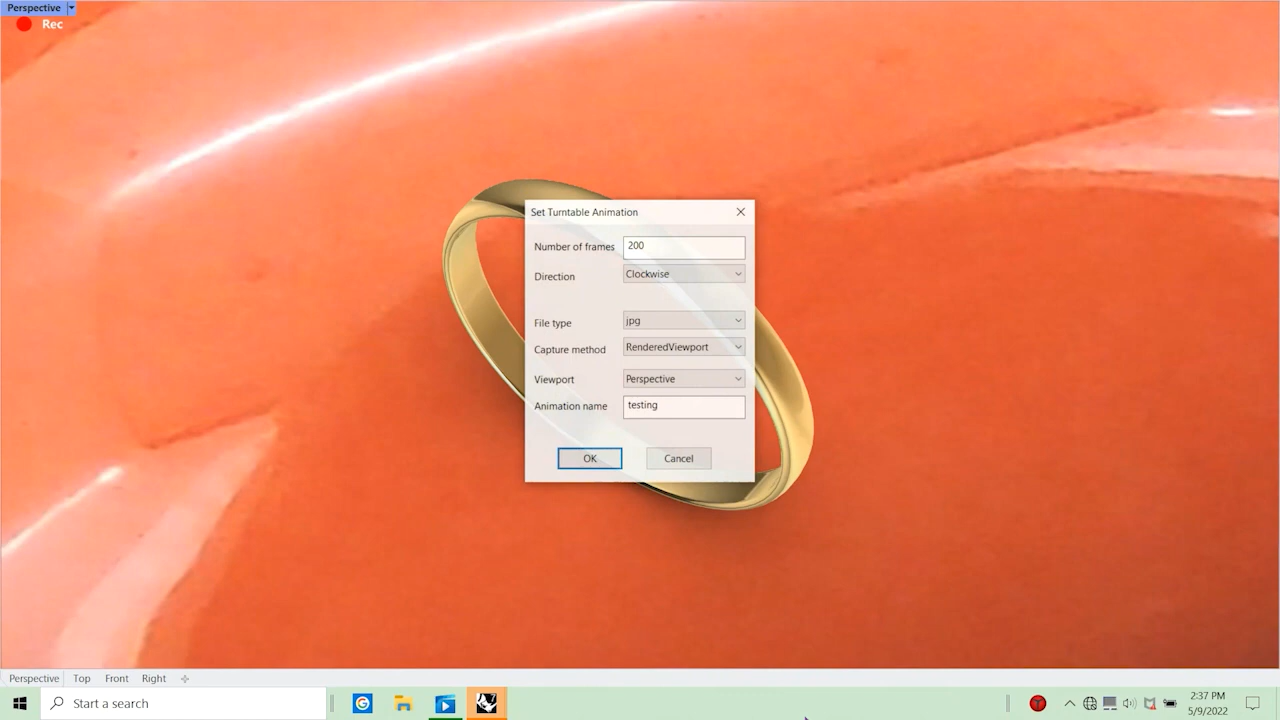 Perspective
Rec
Set Turntable Animation
Number of frames 200
Direction Clockwise
File type jpg
Capture method RenderedViewport
Viewport Perspective
Animation name testing
OK Cancel
Perspective Top Front Right
Start a search
2:37 PM
5/9/2022